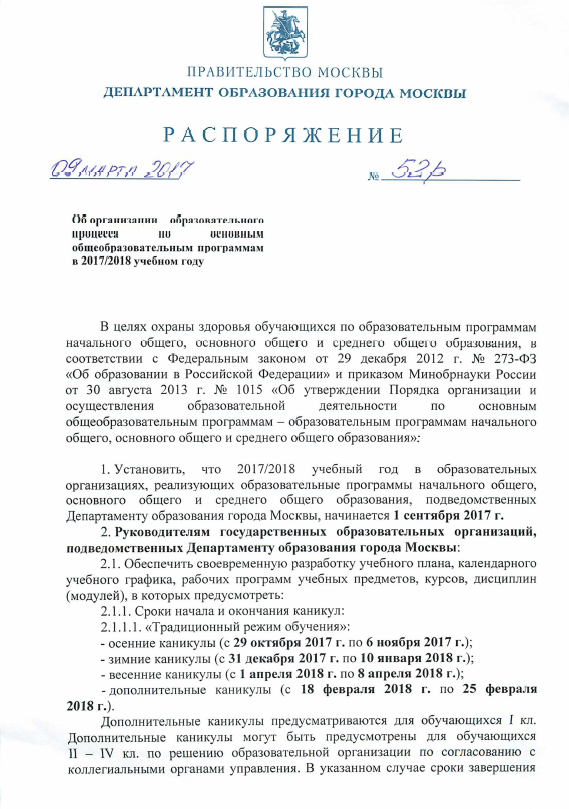 ПРАВИТЕЛЬСТВО МОСКВЫ
ДЕПАРТАМЕНТ ОБРАЗОВАНИЯ ГОРОДА МОСКВЫ
РАСПОРЯЖЕНИЕ
09 марта 2017
№ 52р
Об организации образовательного
процесса по основным
общеобразовательным программам
в 2017/2018 учебном году
В целях охраны здоровья обучающихся по образовательным программам
начального общего, основного общего и среднего общего образования, в
соответствии с Федеральным законом от 29 декабря 2012 г. № 273-ФЗ
«Об образовании в Российской Федерации» и приказом Минобрнауки России
от 30 августа 2013 г. № 1015 «Об утверждении Порядка организации и
осуществления образовательной деятельности по основным
общеобразовательным программам – образовательным программам начального
общего, основного общего и среднего общего образования»:
1. Установить, что 2017/2018 учебный год в образовательных
организациях, реализующих образовательные программы начального общего,
основного общего и среднего общего образования, подведомственных
Департаменту образования города Москвы, начинается 1 сентября 2017 г.
2. Руководителям государственных образовательных организаций,
подведомственных Департаменту образования города Москвы:
2.1. Обеспечить своевременную разработку учебного плана, календарного
учебного графика, рабочих программ учебных предметов, курсов, дисциплин
(модулей), в которых предусмотреть:
2.1.1. Сроки начала и окончания каникул:
2.1.1.1. «Традиционный режим обучения»:
- осенние каникулы (с 29 октября 2017 г. по 6 ноября 2017 г.);
- зимние каникулы (с 31 декабря 2017 г. по 10 января 2018 г.);
- весенние каникулы (с 1 апреля 2018 г. по 8 апреля 2018 г.);
- дополнительные каникулы (с 18 февраля 2018 г. по 25 февраля
2018 г.).
Дополнительные каникулы предусматриваются для обучающихся I кл.
Дополнительные каникулы могут быть предусмотрены для обучающихся
II – IV кл. по решению образовательной организации по согласованию с
коллегиальными органами управления. В указанном случае сроки завершения